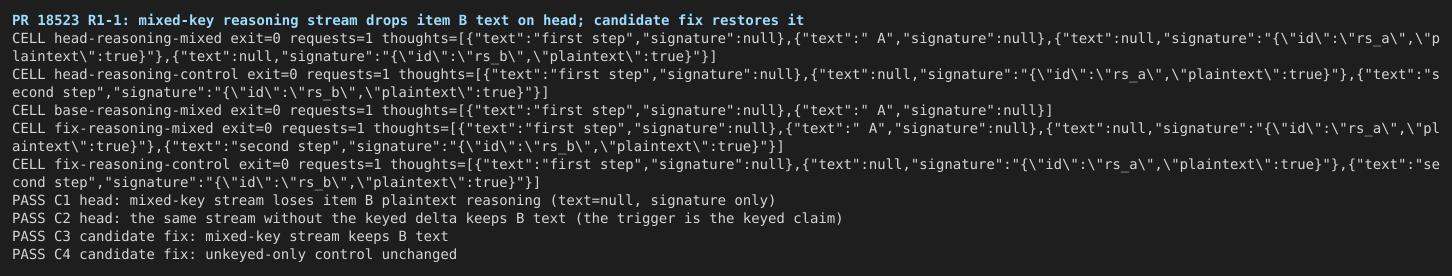 PR 18523 R1-1: mixed-key reasoning stream drops item B text on head; candidate fix restores it
CELL head-reasoning-mixed exit=0 requests=1 thoughts=[{"text":"first step","signature":null},{"text":" A","signature":null},{"text":null,"signature":"{\"id\":\"rs_a\",\"p
laintext\":true}"},{"text":null,"signature":"{\"id\":\"rs_b\",\"plaintext\":true}"}]
CELL head-reasoning-control exit=0 requests=1 thoughts=[{"text":"first step","signature":null},{"text":null,"signature":"{\"id\":\"rs_a\",\"plaintext\":true}"},{"text":"s
econd step","signature":"{\"id\":\"rs_b\",\"plaintext\":true}"}]
CELL base-reasoning-mixed exit=0 requests=1 thoughts=[{"text":"first step","signature":null},{"text":" A","signature":null}]
CELL fix-reasoning-mixed exit=0 requests=1 thoughts=[{"text":"first step","signature":null},{"text":" A","signature":null},{"text":null,"signature":"{\"id\":\"rs_a\",\"pl
aintext\":true}"},{"text":"second step","signature":"{\"id\":\"rs_b\",\"plaintext\":true}"}]
CELL fix-reasoning-control exit=0 requests=1 thoughts=[{"text":"first step","signature":null},{"text":null,"signature":"{\"id\":\"rs_a\",\"plaintext\":true}"},{"text":"se
cond step","signature":"{\"id\":\"rs_b\",\"plaintext\":true}"}]
PASS C1 head: mixed-key stream loses item B plaintext reasoning (text=null, signature only)
PASS C2 head: the same stream without the keyed delta keeps B text (the trigger is the keyed claim)
PASS C3 candidate fix: mixed-key stream keeps B text
PASS C4 candidate fix: unkeyed-only control unchanged